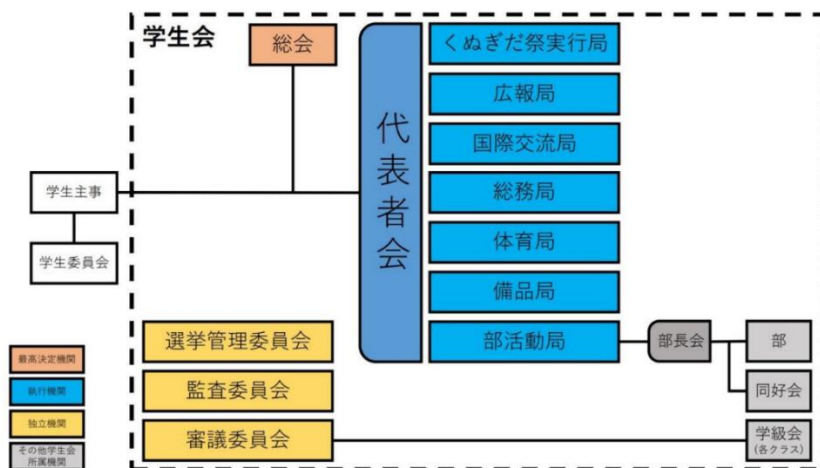 学生会
総会
代表者会
くぬぎだ祭実行局
広報局
国際交流局
総務局
体育局
備品局
部活動局
学生主事
学生委員会
選挙管理委員会
監査委員会
審議委員会
部長会
部
同好会
学級会
(各クラス)
最高決定機関
執行機関
独立機関
その他学生会
所属機関